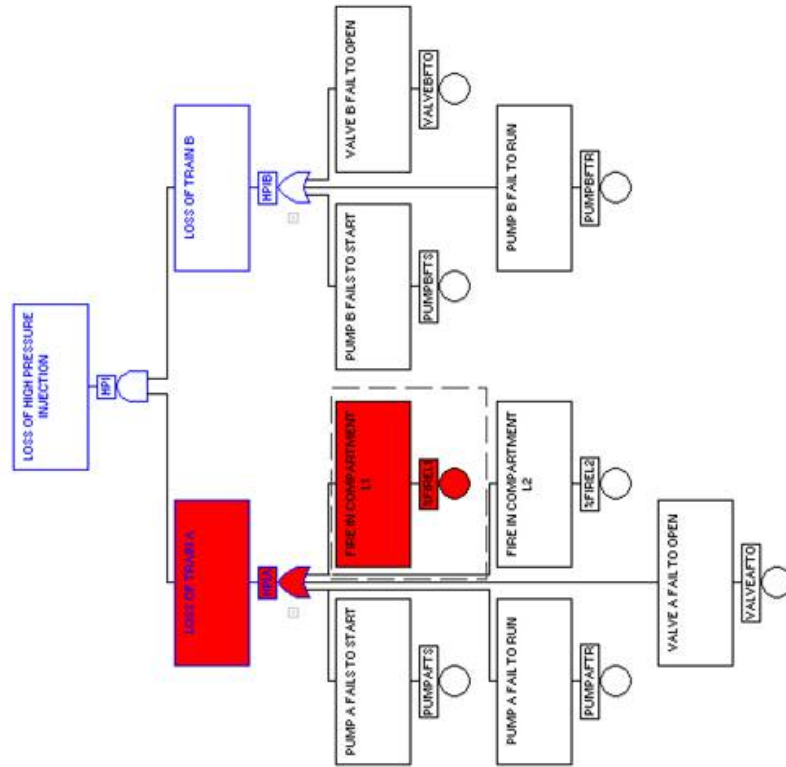 LOSS OF HIGH PRESSURE
INJECTION
HPI
LOSS OF TRAIN A
HPIA
LOSS OF TRAIN B
HPIB
PUMP A FAILS TO START
PUMPAFTS
FIRE IN COMPARTMENT
L1
%FIREL1
PUMP B FAILS TO START
PUMPBFTS
VALVE B FAIL TO OPEN
VALVEBFTO
PUMP A FAIL TO RUN
PUMPAFTR
FIRE IN COMPARTMENT
L2
%FIREL2
PUMP B FAIL TO RUN
PUMPBFTR
VALVE A FAIL TO OPEN
VALVEAFTO